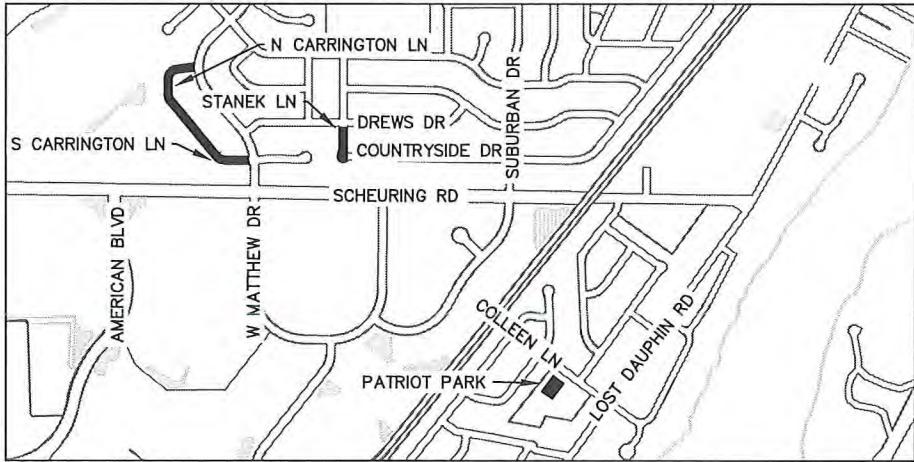 N CARRINGTON LN
STANEK LN
SUBURBAN DR
DREWS DR
S CARRINGTON LN
COUNTRYSIDE DR
SCHEURING RD
AMERICAN BLVD
W MATTHEW DR
COLLEEN LN
LOST DAUPHIN RD
PATRIOT PARK